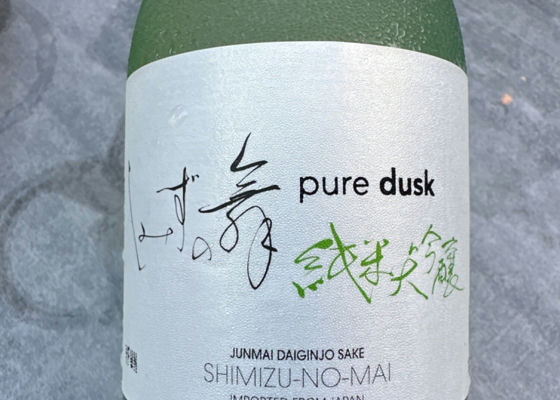 しみずの舞
pure dusk
純米大吟醸
JUNMAI DAIGINJO SAKE
SHIMIZU-NO-MAI
IMPORTED FROM JAPAN